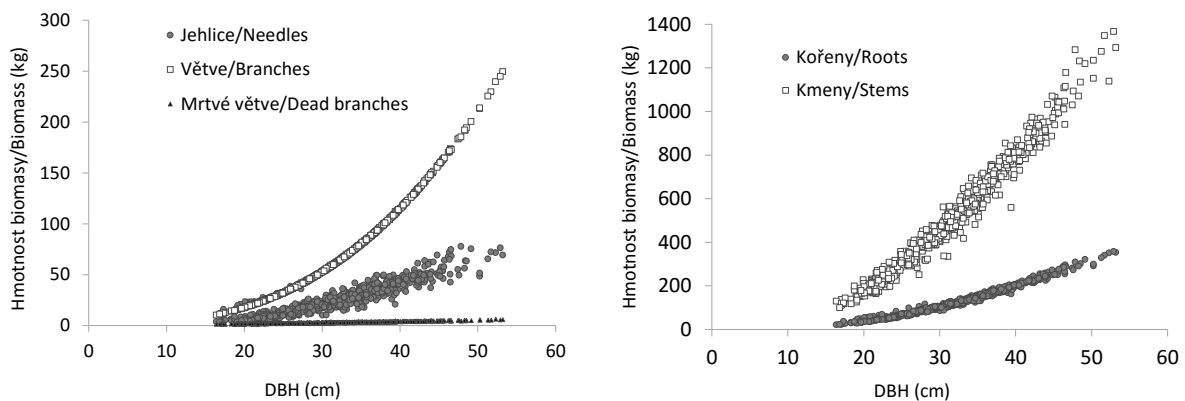 Hmotnost biomasy/Biomass (kg)
300
250
200
150
100
50
0
Jehlice/Needles
Větve/Branches
Mrtvé větve/Dead branches
0 10 20 30 40 50 60
DBH (cm)
Hmotnost biomasy/Biomass (kg)
1400
1200
1000
800
600
400
200
0
Kořeny/Roots
Kmeny/Stems
0 10 20 30 40 50 60
DBH (cm)